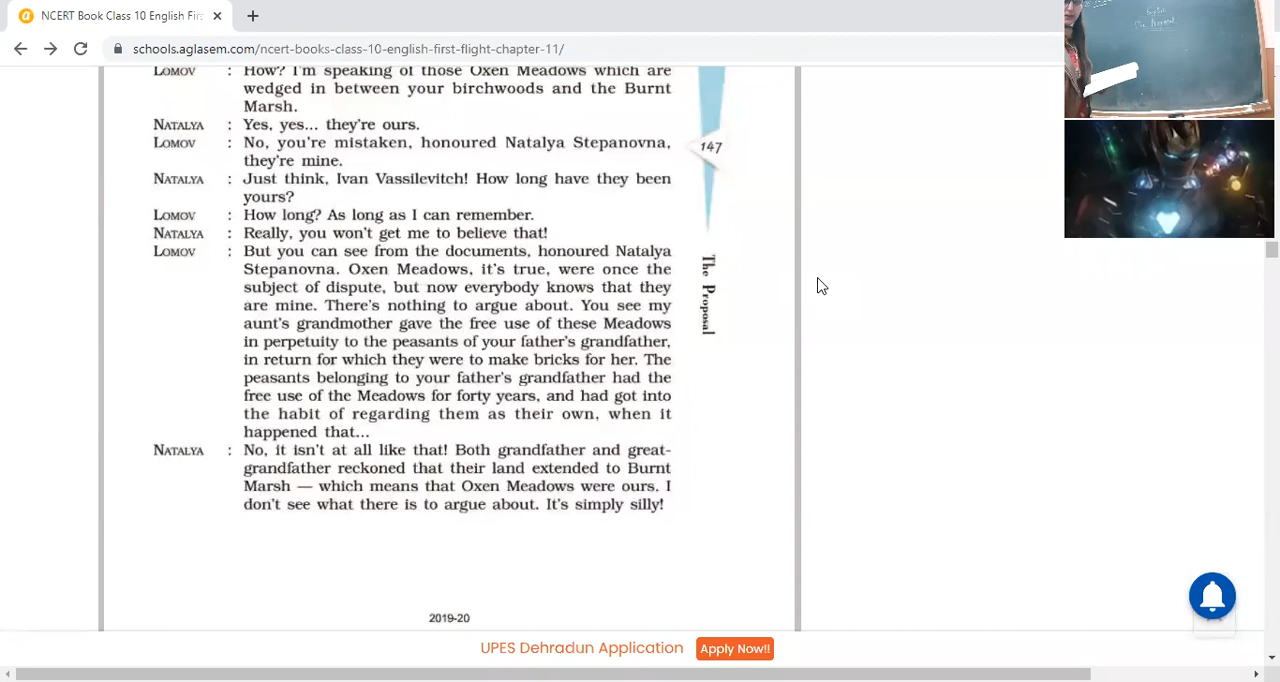 NCERT Book Class 10 English Firs
schools.aglasem.com/ncert-books-class-10-english-first-flight-chapter-11/
LOMOV : How? I'm speaking of those Oxen Meadows which are
wedged in between your birchwoods and the Burnt
Marsh.
NATALYA : Yes, yes... they're ours.
LOMOV : No, you're mistaken, honoured Natalya Stepanovna,
they're mine.
NATALYA : Just think, Ivan Vassilevitch! How long have they been
yours?
LOMOV : How long? As long as I can remember.
NATALYA : Really, you won't get me to believe that!
LOMOV : But you can see from the documents, honoured Natalya
Stepanovna. Oxen Meadows, it's true, were once the
subject of dispute, but now everybody knows that they
are mine. There's nothing to argue about. You see my
aunt's grandmother gave the free use of these Meadows
in perpetuity to the peasants of your father's grandfather,
in return for which they were to make bricks for her. The
peasants belonging to your father's grandfather had the
free use of the Meadows for forty years, and had got into
the habit of regarding them as their own, when it
happened that...
NATALYA : No, it isn't at all like that! Both grandfather and great-
grandfather reckoned that their land extended to Burnt
Marsh — which means that Oxen Meadows were ours. I
don't see what there is to argue about. It's simply silly!
147
The Proposal
2019-20
UPES Dehradun Application
Apply Now!!
The Proposal